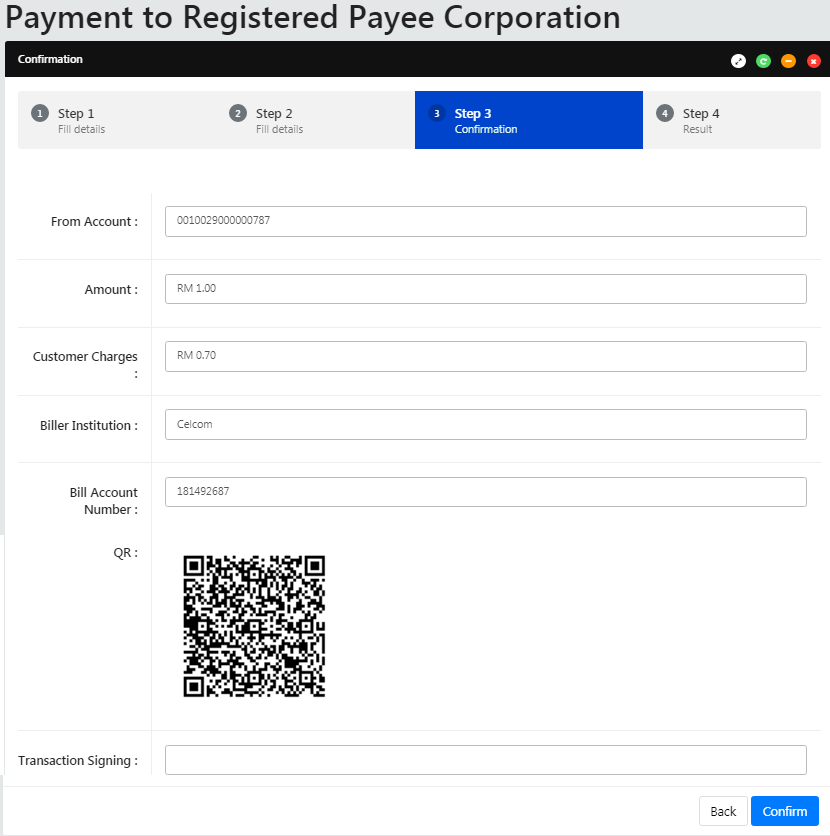 Payment to Registered Payee Corporation
Confirmation
1 Step 1
Fill details
2 Step 2
Fill details
3 Step 3
Confirmation
4 Step 4
Result
From Account : 0010029000000787
Amount : RM 1.00
Customer Charges : RM 0.70
Biller Institution : Celcom
Bill Account Number : 181492687
QR :
Transaction Signing :
Back Confirm